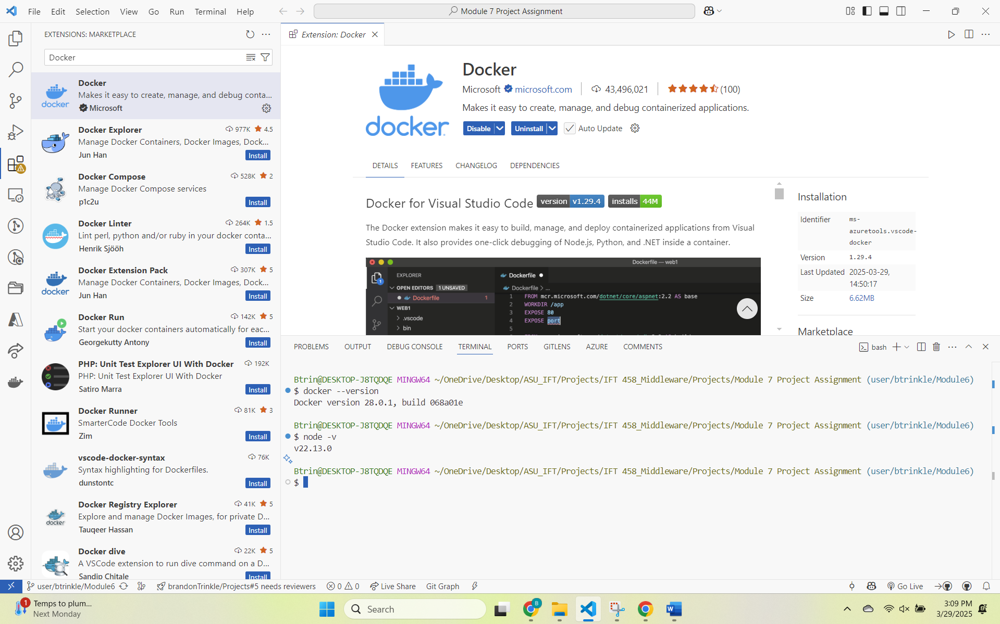 File Edit Selection View Go Run Terminal Help
Module 7 Project Assignment
EXTENSIONS: MARKETPLACE
Docker
Docker
Makes it easy to create, manage, and debug conta...
Microsoft
Docker Explorer 977K 4.5
Manage Docker Containers, Docker Images, Dock...
Jun Han Install
Docker Compose 528K 2
Manage Docker Compose services
p1c2u Install
Docker Linter 264K 1.5
Lint perl, python and/or ruby in your docker conta...
Henrik Sjööh Install
Docker Extension Pack 307K 5
Manage Docker Containers, Docker Images, Dock...
Jun Han Install
Docker Run 142K 5
Start your docker containers automatically for eac...
Georgekutty Antony Install
PHP: Unit Test Explorer UI With Docker 192K
PHP: Unit Test Explorer UI With Docker
Satiro Marra Install
Docker Runner 81K 3
SmarterCode Docker Tools
Zim Install
vscode-docker-syntax 76K
Syntax highlighting for Dockerfiles.
dunstontc Install
Docker Registry Explorer 41K 5
Explore and manage Docker Images, for private D...
Tauqeer Hassan Install
Docker dive 22K 5
A VSCode extension to run dive command on a D...
Sandip Chitale Install
Extension: Docker
docker
Docker
Microsoft microsoft.com 43,496,021 (100)
Makes it easy to create, manage, and debug containerized applications.
Disable Uninstall Auto Update
DETAILS FEATURES CHANGELOG DEPENDENCIES
Docker for Visual Studio Code version v1.29.4 installs 44M
The Docker extension makes it easy to build, manage, and deploy containerized applications from Visual
Studio Code. It also provides one-click debugging of Node.js, Python, and .NET inside a container.
Dockerfile — web1
EXPLORER
OPEN EDITORS 1 UNSAVED
Dockerfile 1
WEB1
.vscode
bin
Dockerfile
Dockerfile > ...
1 FROM mcr.microsoft.com/dotnet/core/aspnet:2.2 AS base
2 WORKDIR /app
3 EXPOSE 80
4 EXPOSE port
5
Installation
Identifier ms-
azuretools.vscode-
docker
Version 1.29.4
Last Updated 2025-03-29,
14:50:17
Size 6.62MB
Marketplace
PROBLEMS OUTPUT DEBUG CONSOLE TERMINAL PORTS GITLENS AZURE COMMENTS
bash
Btrin@DESKTOP-J8TQDQE MINGW64 ~/OneDrive/Desktop/ASU_IFT/Projects/IFT 458_Middleware/Projects/Module 7 Project Assignment (user/btrinkle/Module6)
$ docker --version
Docker version 28.0.1, build 068a01e
Btrin@DESKTOP-J8TQDQE MINGW64 ~/OneDrive/Desktop/ASU_IFT/Projects/IFT 458_Middleware/Projects/Module 7 Project Assignment (user/btrinkle/Module6)
$ node -v
v22.13.0
Btrin@DESKTOP-J8TQDQE MINGW64 ~/OneDrive/Desktop/ASU_IFT/Projects/IFT 458_Middleware/Projects/Module 7 Project Assignment (user/btrinkle/Module6)
$
user/btrinkle/Module6 brandonTrinkle/Projects#5 needs reviewers 0 0 Live Share Git Graph Go Live
1 Temps to plum...
Next Monday
Search
B
3:09 PM
3/29/2025